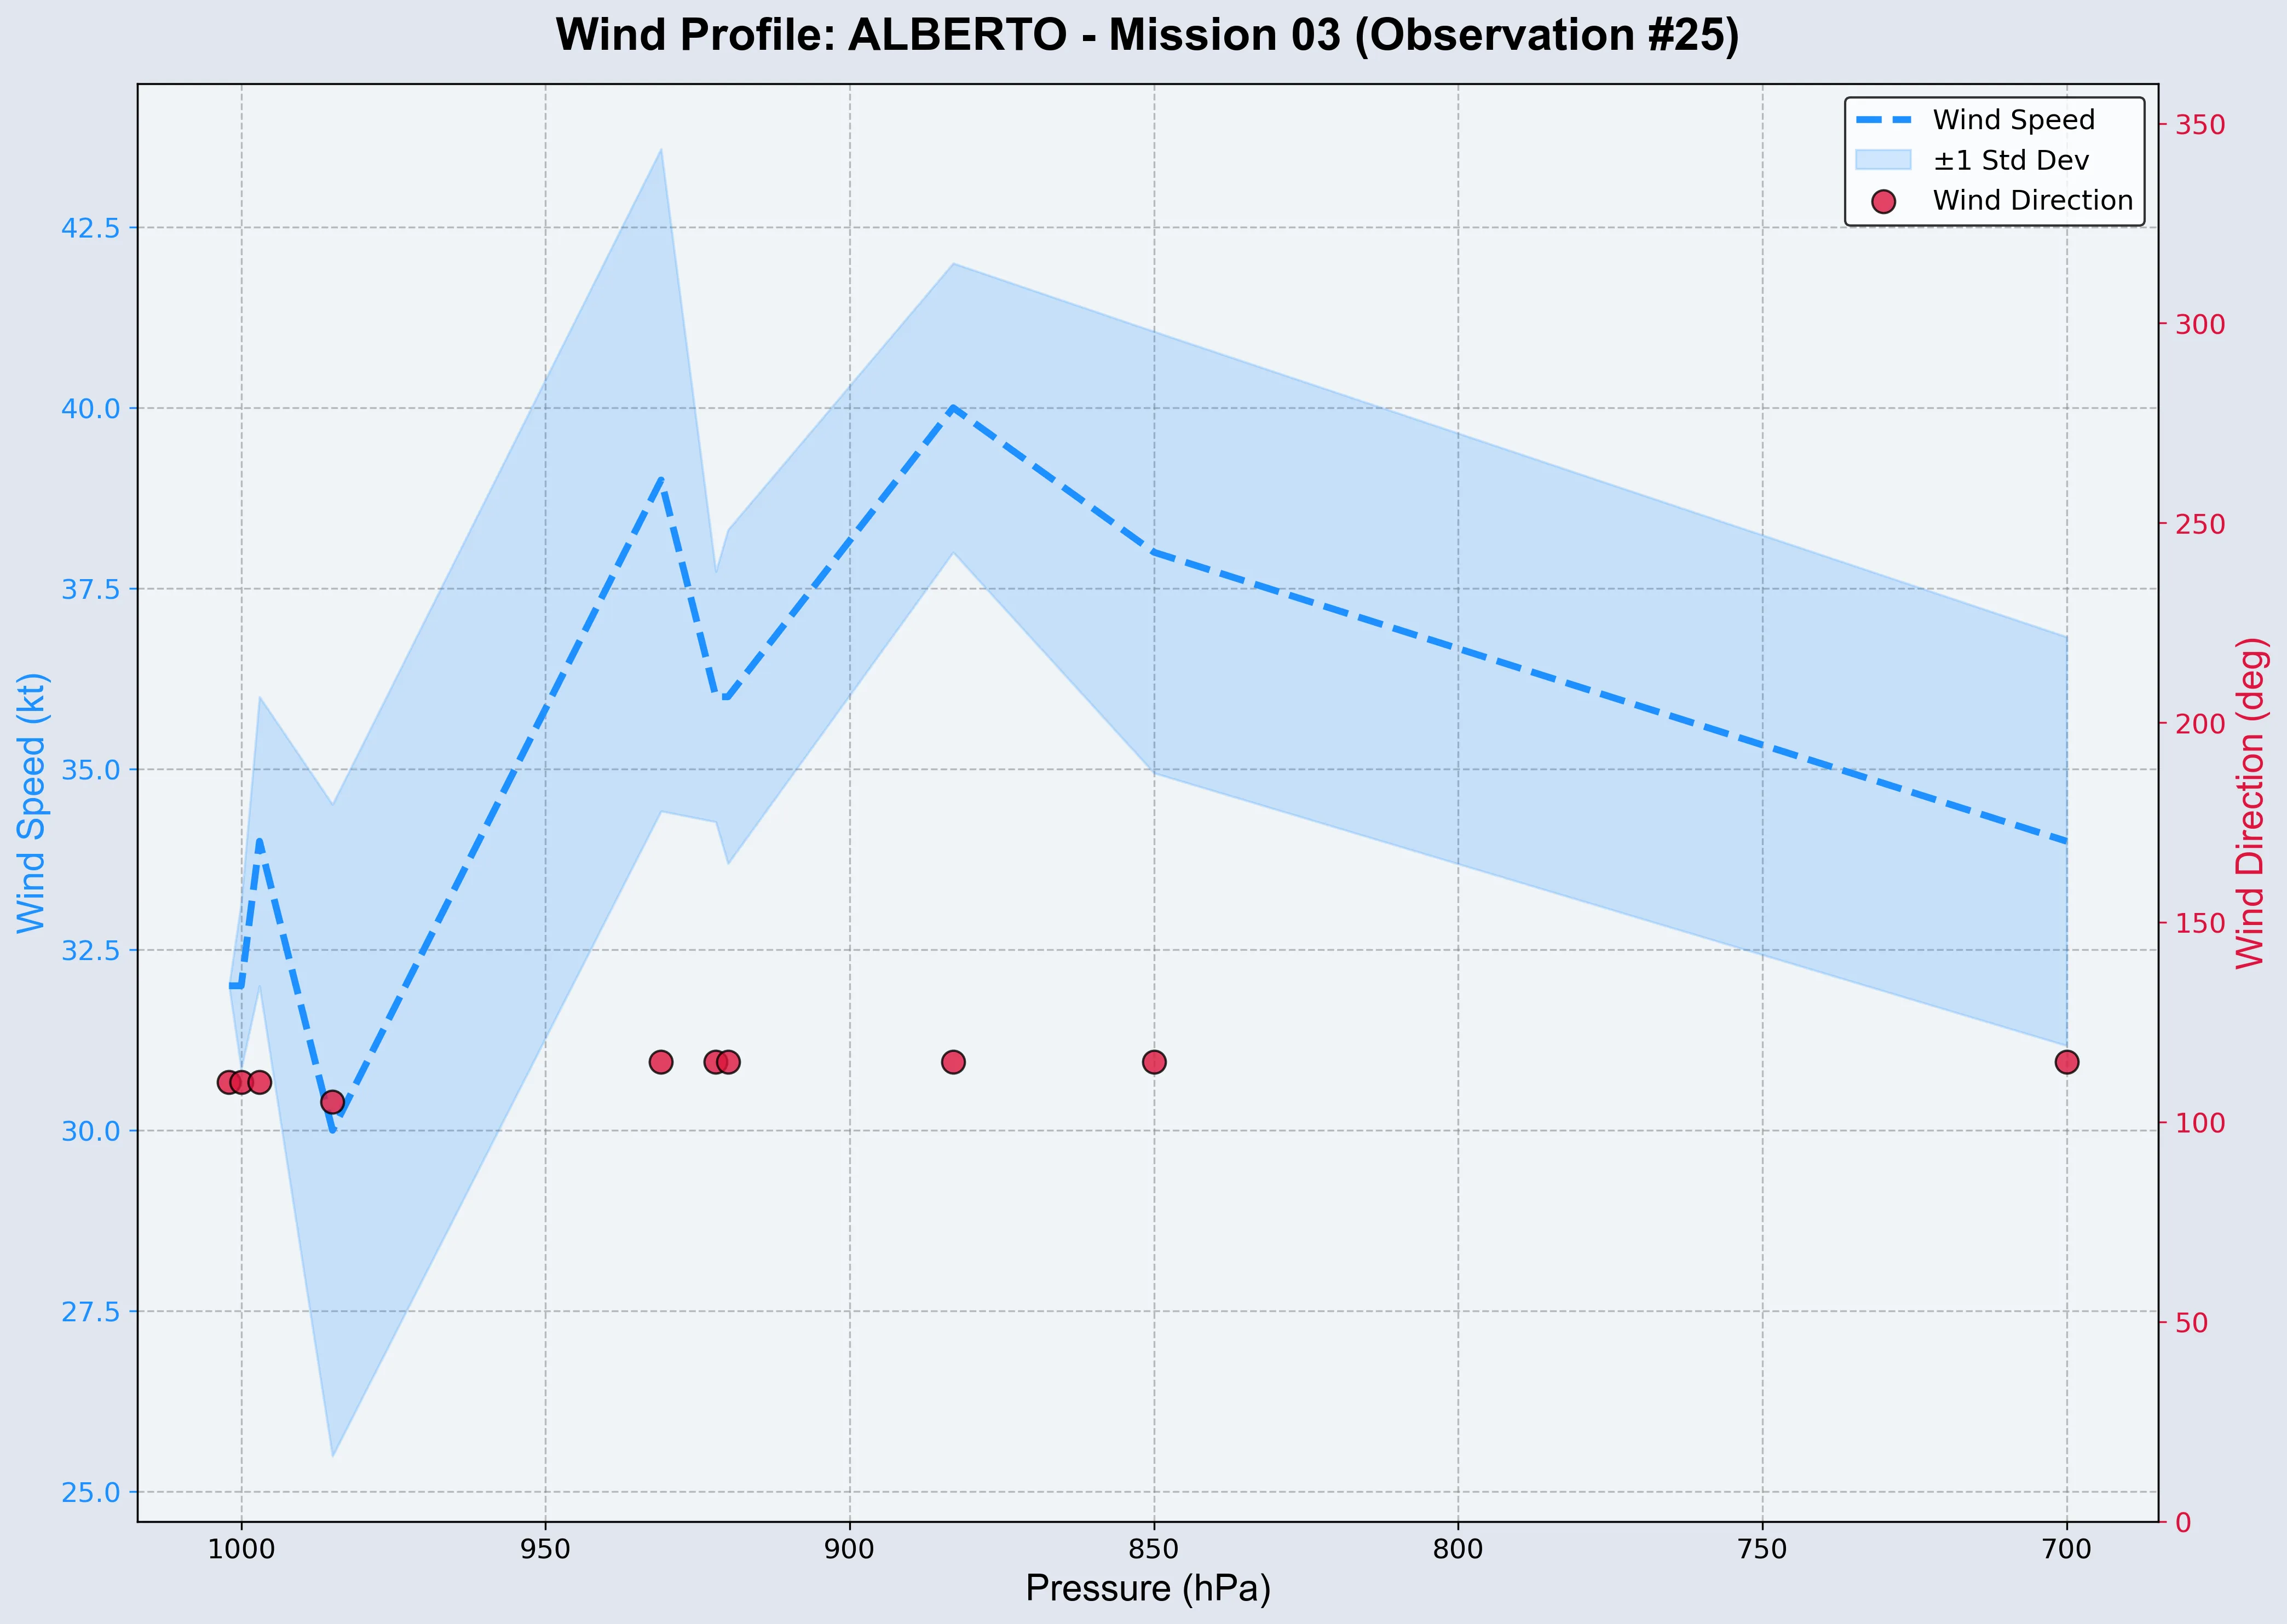 Wind Profile: ALBERTO - Mission 03 (Observation #25)
Wind Speed
±1 Std Dev
Wind Direction
Wind Speed (kt)
42.5
40.0
37.5
35.0
32.5
30.0
27.5
25.0
350
300
250
200
150
100
50
0
Wind Direction (deg)
1000 950 900 850 800 750 700
Pressure (hPa)